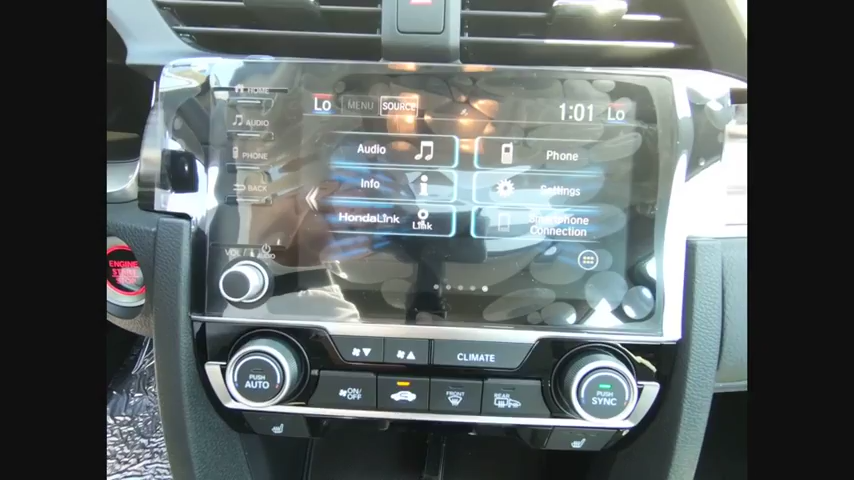 HOME
AUDIO
PHONE
BACK
VOL / AUDIO
Lo MENU SOURCE 1:01 Lo
Audio
Phone
Info
Settings
HondaLink
Link
Smartphone
Connection
ENGINE
START
STOP
PUSH
AUTO
CLIMATE
ON/
OFF
FRONT
REAR
PUSH
SYNC